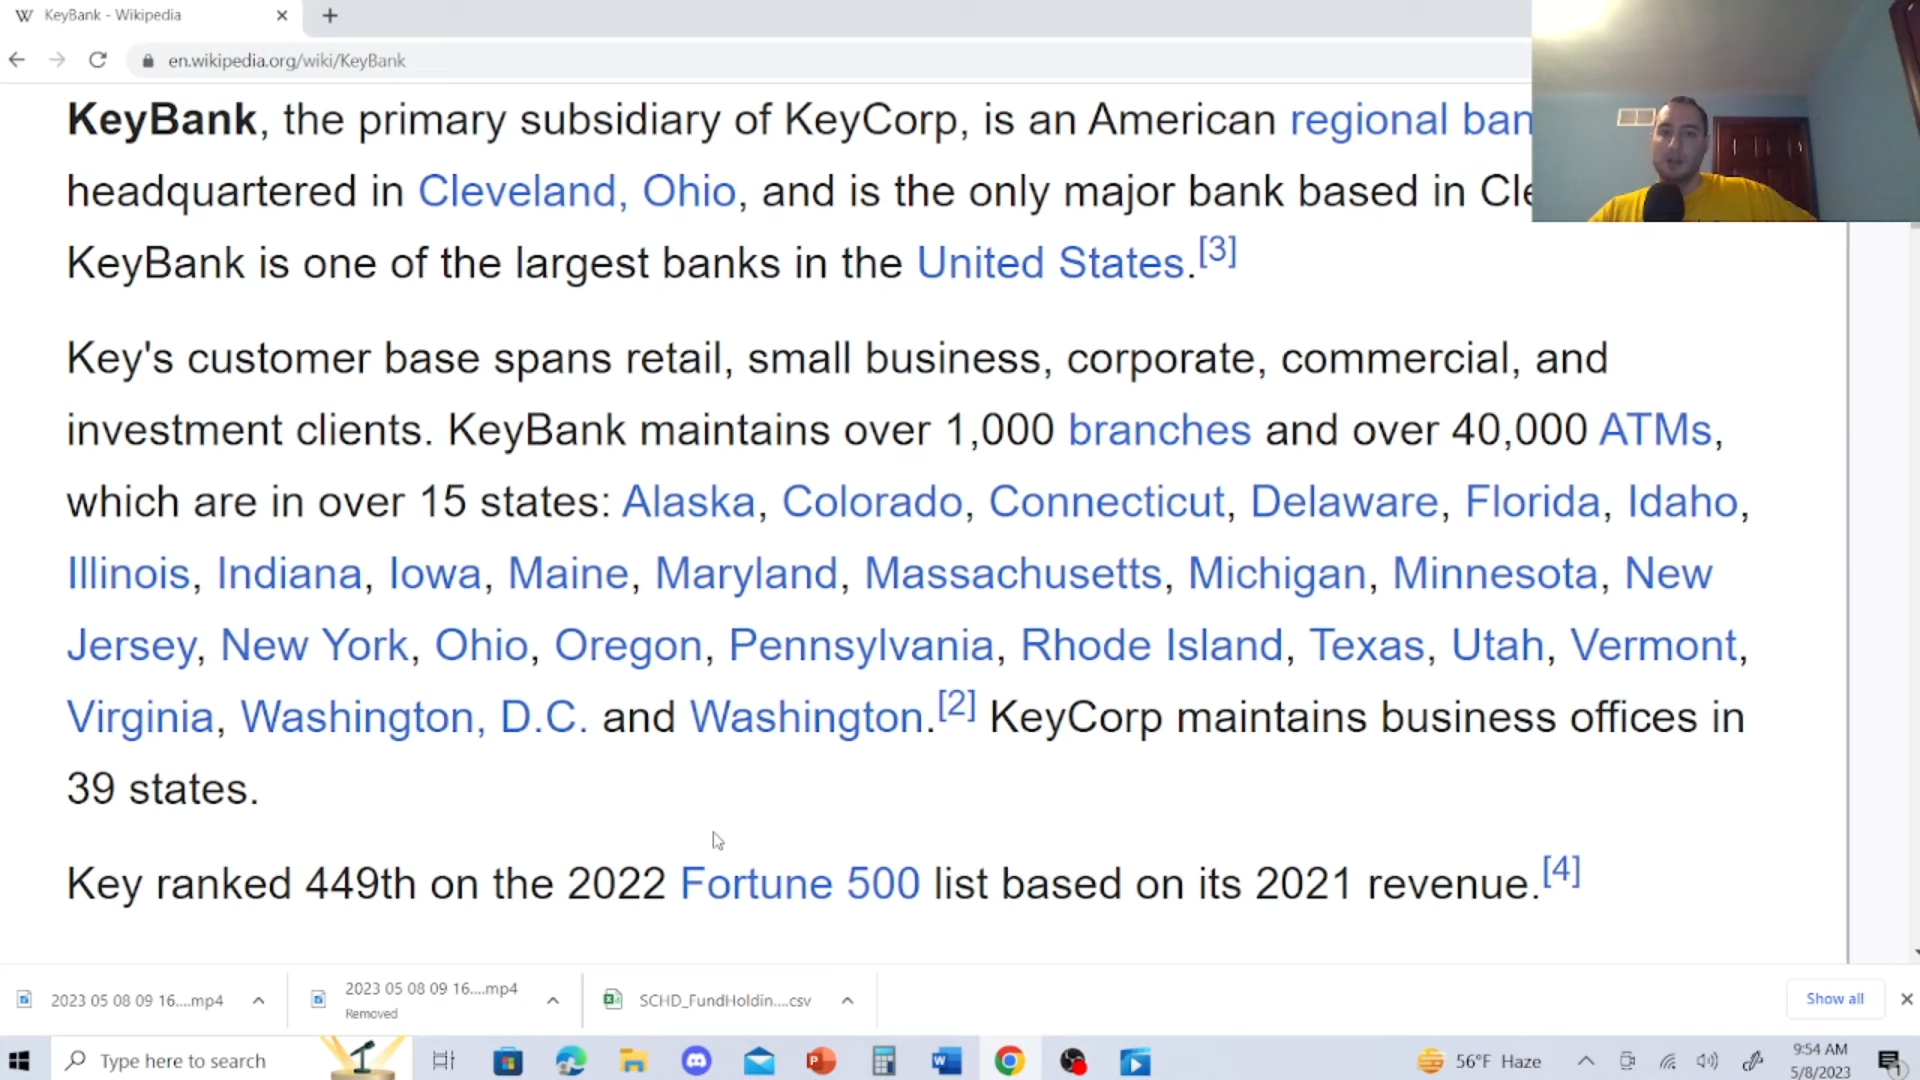 KeyBank - Wikipedia
en.wikipedia.org/wiki/KeyBank
KeyBank, the primary subsidiary of KeyCorp, is an American regional ban
headquartered in Cleveland, Ohio, and is the only major bank based in Cle
KeyBank is one of the largest banks in the United States.[3]
Key's customer base spans retail, small business, corporate, commercial, and
investment clients. KeyBank maintains over 1,000 branches and over 40,000 ATMs,
which are in over 15 states: Alaska, Colorado, Connecticut, Delaware, Florida, Idaho,
Illinois, Indiana, Iowa, Maine, Maryland, Massachusetts, Michigan, Minnesota, New
Jersey, New York, Ohio, Oregon, Pennsylvania, Rhode Island, Texas, Utah, Vermont,
Virginia, Washington, D.C. and Washington.[2] KeyCorp maintains business offices in
39 states.
Key ranked 449th on the 2022 Fortune 500 list based on its 2021 revenue.[4]
2023 05 08 09 16....mp4
2023 05 08 09 16....mp4
Removed
SCHD_FundHoldin....csv
Show all
Type here to search
56°F Haze
9:54 AM
5/8/2023
1